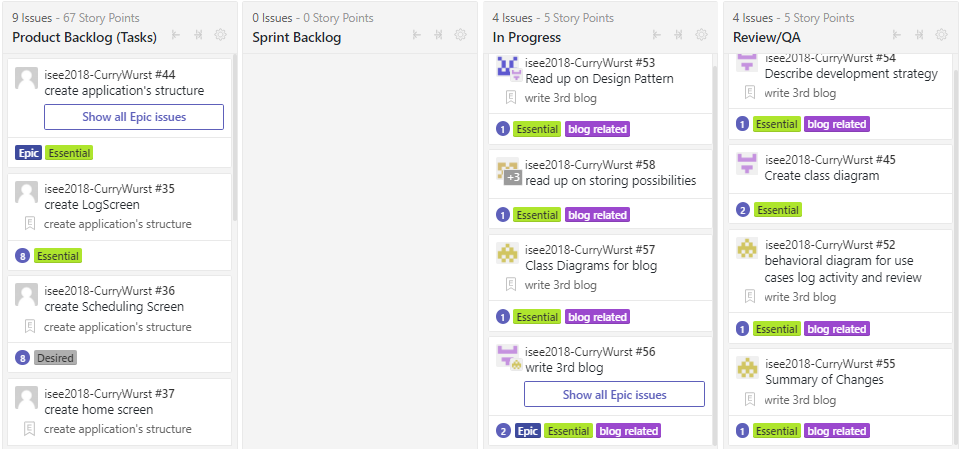 9 Issues - 67 Story Points
Product Backlog (Tasks)
isee2018-CurryWurst #44
create application's structure
Show all Epic issues
Epic Essential
isee2018-CurryWurst #35
create LogScreen
create application's structure
8 Essential
isee2018-CurryWurst #36
create Scheduling Screen
create application's structure
8 Desired
isee2018-CurryWurst #37
create home screen
create application's structure
0 Issues - 0 Story Points
Sprint Backlog
4 Issues - 5 Story Points
In Progress
isee2018-CurryWurst #53
Read up on Design Pattern
write 3rd blog
1 Essential blog related
+3
isee2018-CurryWurst #58
read up on storing possibilities
1 Essential blog related
isee2018-CurryWurst #57
Class Diagrams for blog
write 3rd blog
1 Essential blog related
isee2018-CurryWurst #56
write 3rd blog
Show all Epic issues
2 Epic Essential blog related
4 Issues - 5 Story Points
Review/QA
isee2018-CurryWurst #54
Describe development strategy
write 3rd blog
1 Essential blog related
isee2018-CurryWurst #45
Create class diagram
2 Essential
isee2018-CurryWurst #52
behavioral diagram for use
cases log activity and review
write 3rd blog
1 Essential blog related
isee2018-CurryWurst #55
Summary of Changes
write 3rd blog
1 Essential blog related